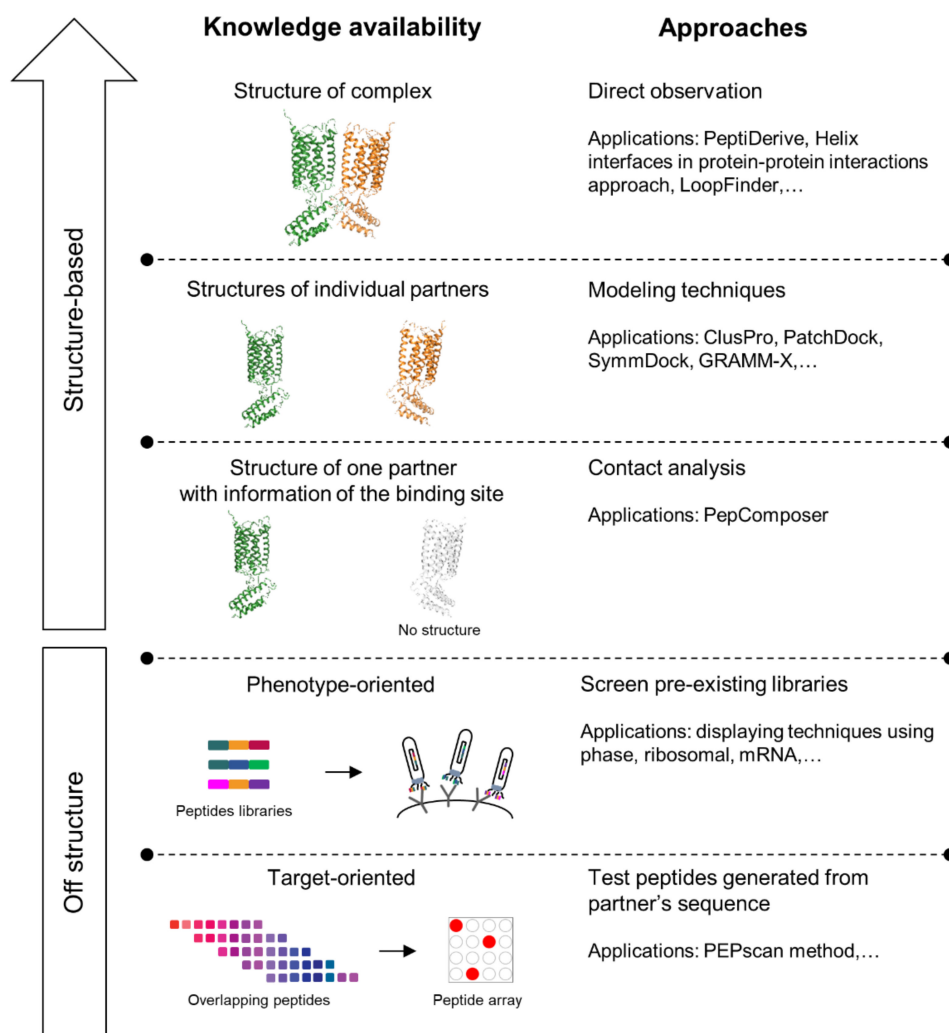 Knowledge availability
Approaches
Structure-based
Structure of complex
Direct observation
Applications: PeptiDerive, Helix
interfaces in protein-protein interactions
approach, LoopFinder,...
Structures of individual partners
Modeling techniques
Applications: ClusPro, PatchDock,
SymmDock, GRAMM-X,...
Structure of one partner
with information of the binding site
No structure
Contact analysis
Applications: PepComposer
Off structure
Phenotype-oriented
Peptides libraries
Screen pre-existing libraries
Applications: displaying techniques using
phase, ribosomal, mRNA,...
Target-oriented
Overlapping peptides
Peptide array
Test peptides generated from
partner's sequence
Applications: PEPscan method,...